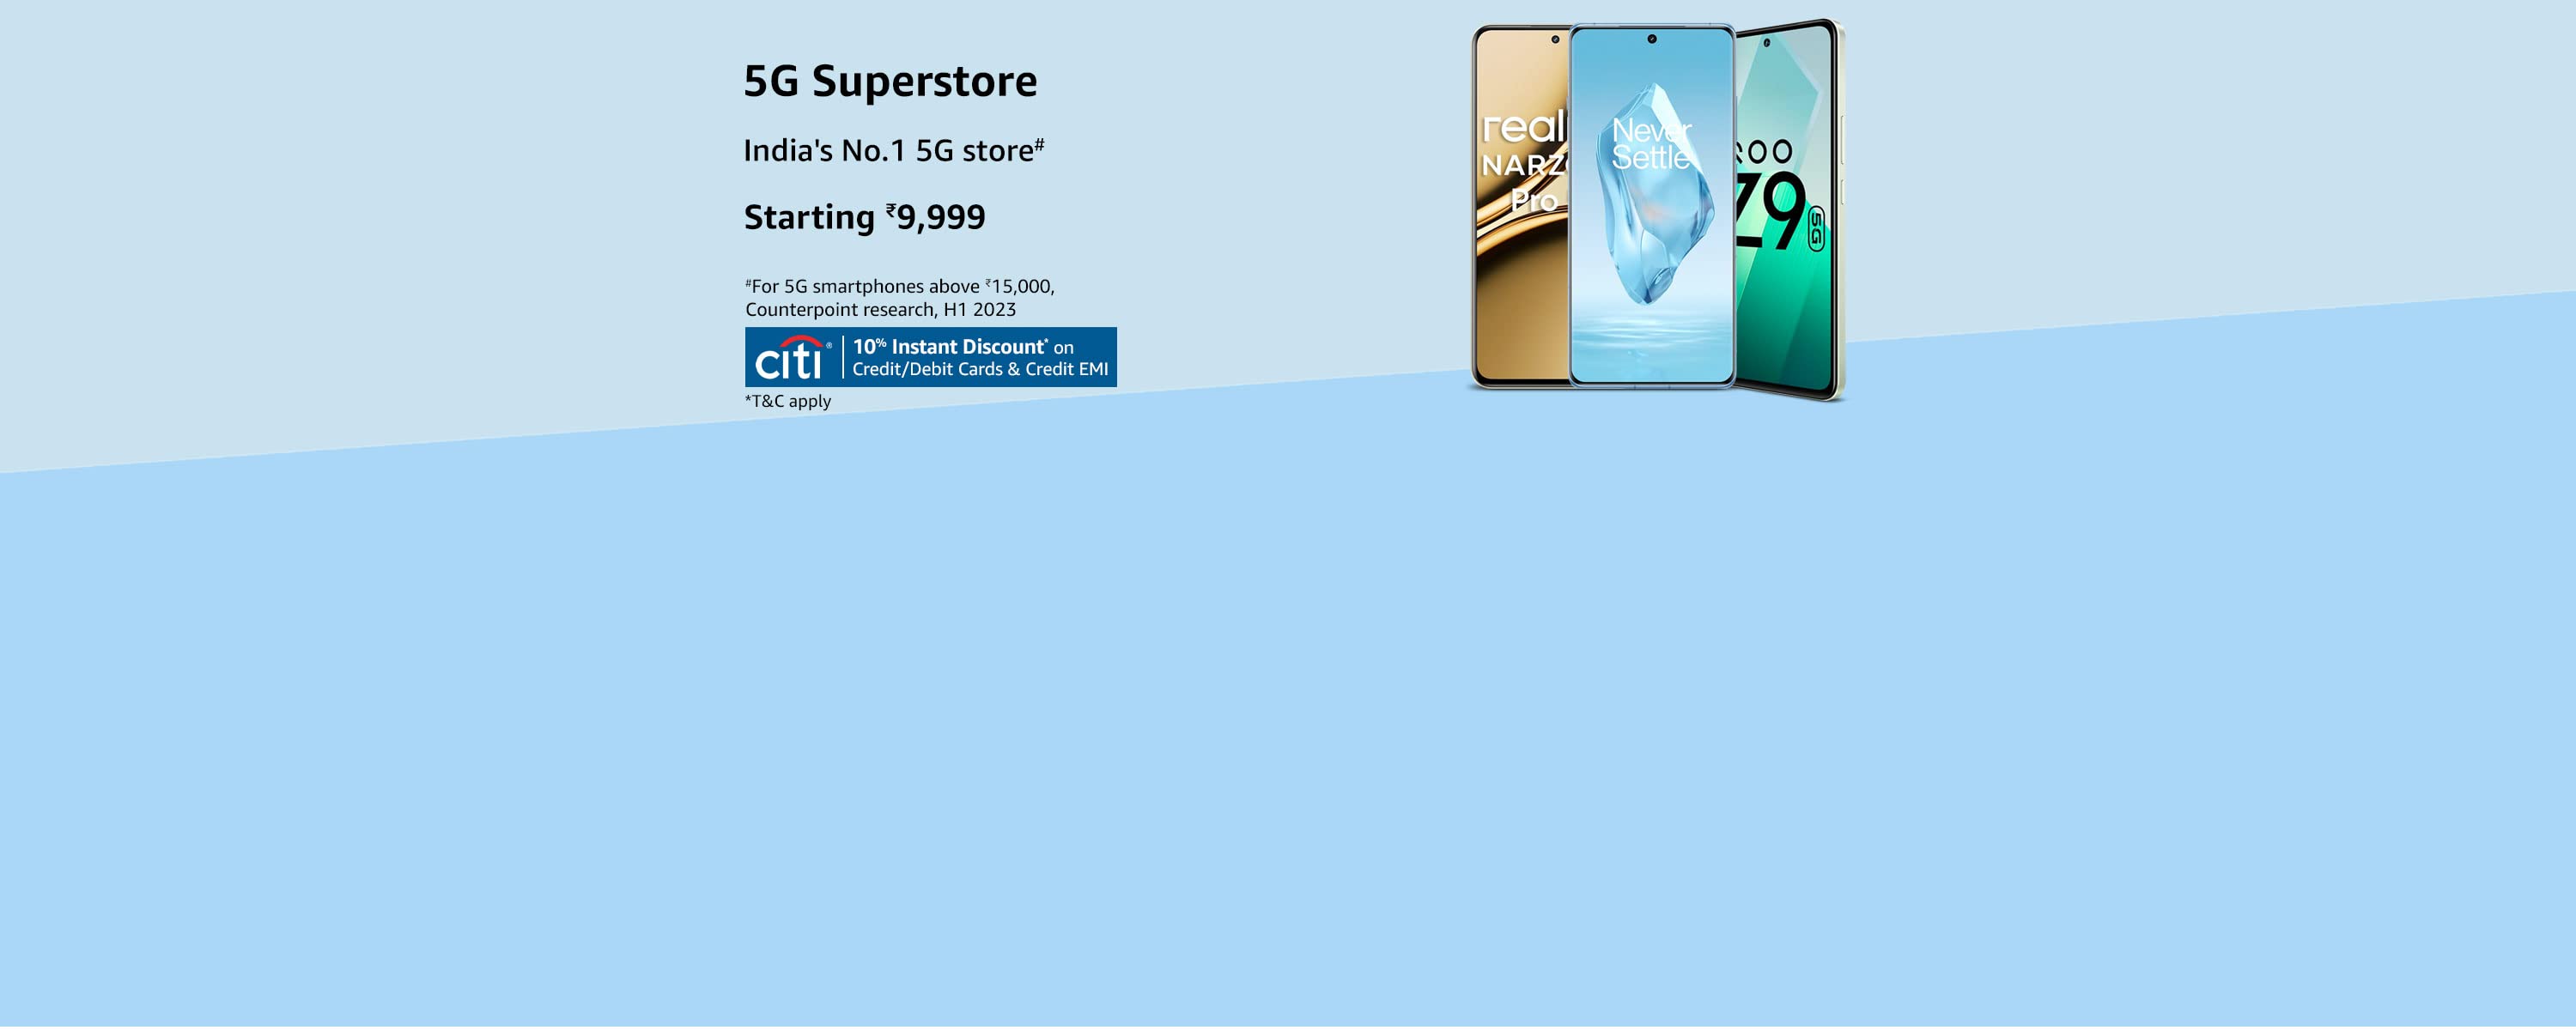 5G Superstore
India's No.1 5G store#
Starting ₹9,999
#For 5G smartphones above ₹15,000,
Counterpoint research, H1 2023
citi®
10% Instant Discount* on
Credit/Debit Cards & Credit EMI
*T&C apply
real
NARZ
Pro
Never
Settle
OO
Z9
5G